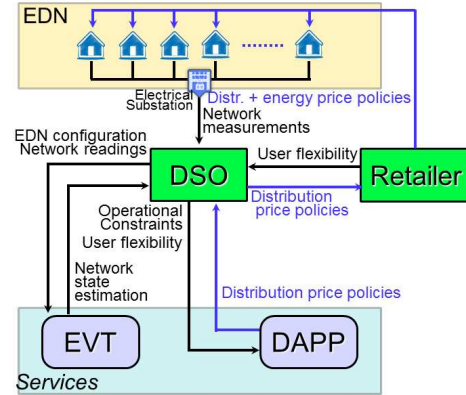 EDN
Electrical
Substation
Distr. + energy price policies
Network
measurements
EDN configuration
Network readings
User flexibility
DSO
Retailer
Distribution
price policies
Operational
Constraints
User flexibility
Network
state
estimation
Distribution price policies
EVT
DAPP
Services